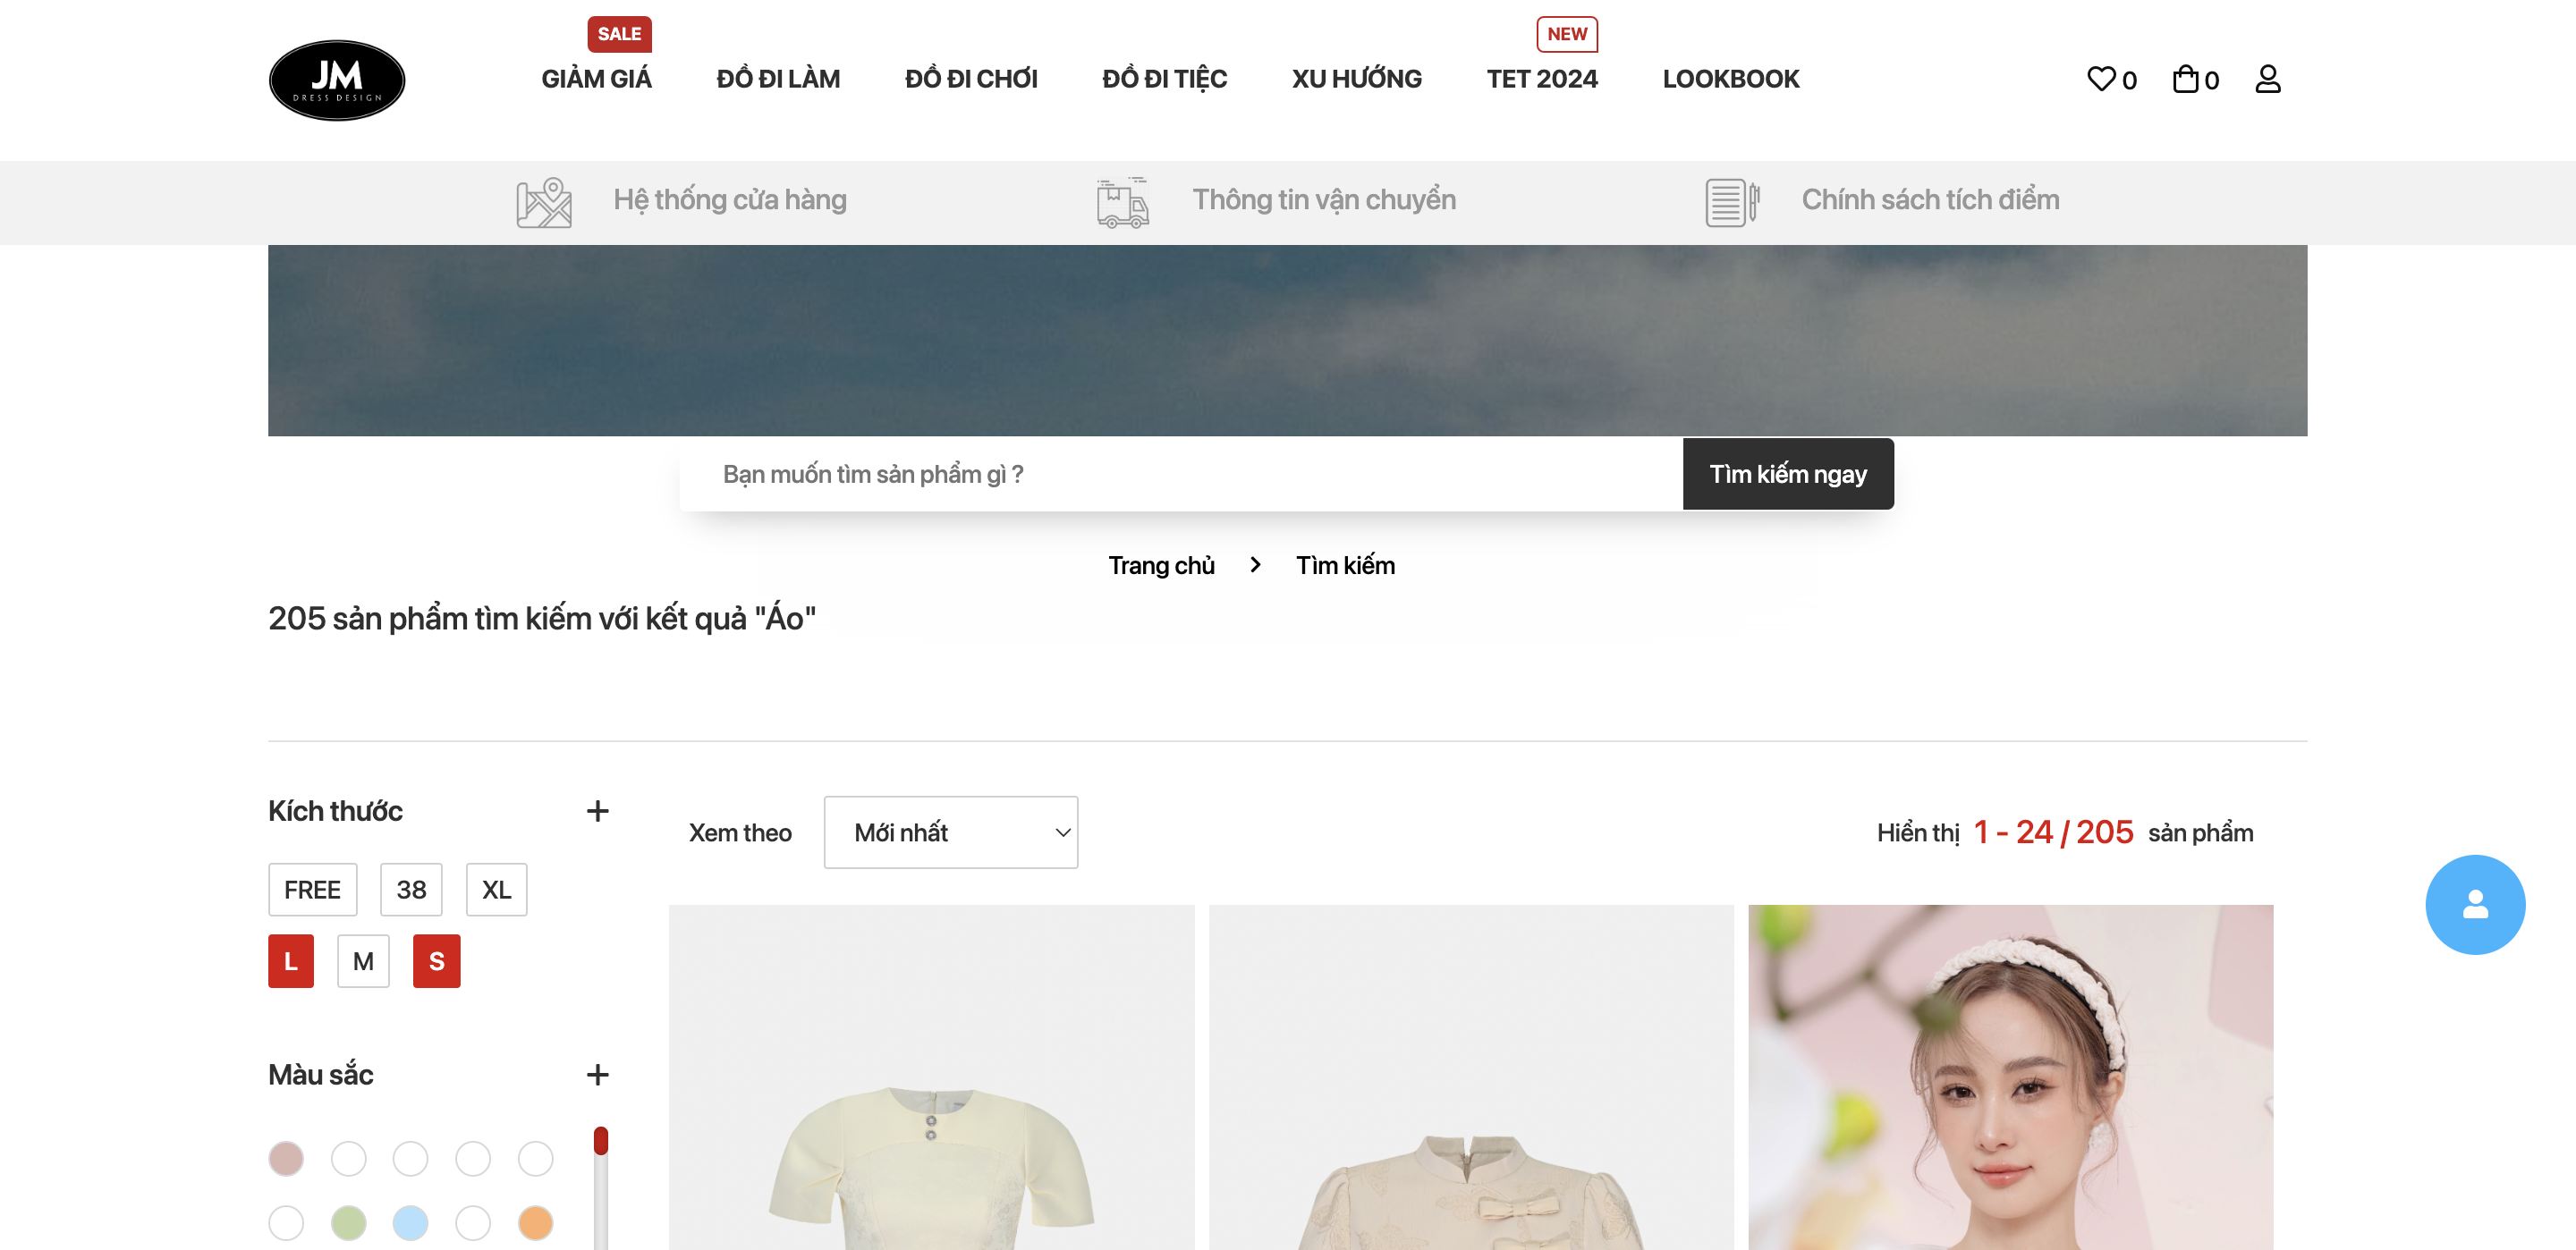 SALE
NEW
JM
DRESS DESIGN
GIẢM GIÁ
ĐỒ ĐI LÀM
ĐỒ ĐI CHƠI
ĐỒ ĐI TIỆC
XU HƯỚNG
TET 2024
LOOKBOOK
0
0
Hệ thống cửa hàng
Thông tin vận chuyển
Chính sách tích điểm
Bạn muốn tìm sản phẩm gì ?
Tìm kiếm ngay
Trang chủ
Tìm kiếm
205 sản phẩm tìm kiếm với kết quả "Áo"
Kích thước
Xem theo
Mới nhất
Hiển thị 1 - 24 / 205 sản phẩm
FREE
38
XL
L
M
S
Màu sắc